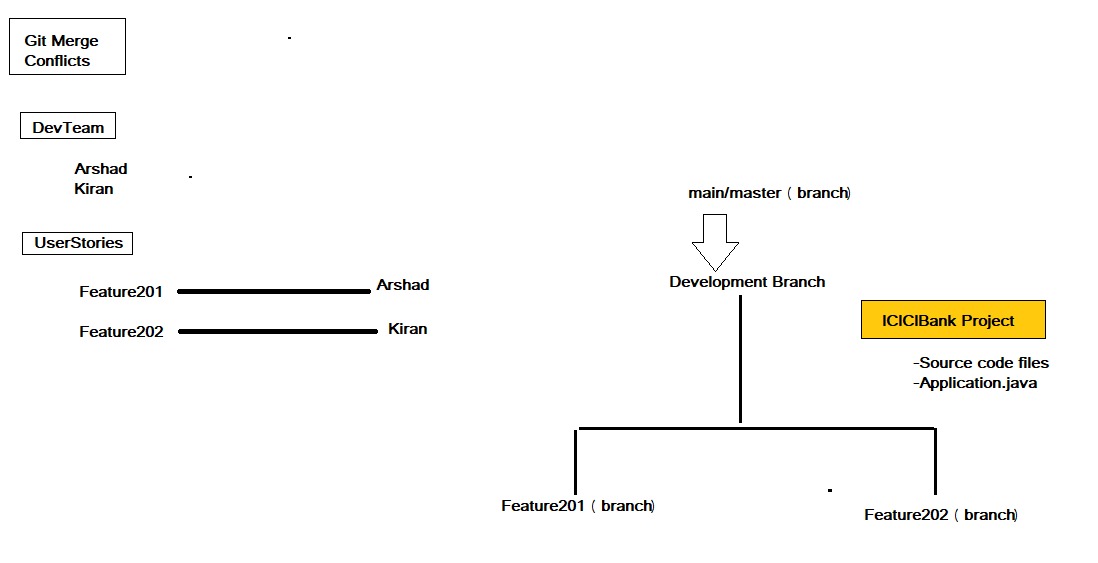 Git Merge
Conflicts
DevTeam
Arshad
Kiran
UserStories
Feature201
Arshad
Feature202
Kiran
main/master ( branch)
Development Branch
ICICIBank Project
-Source code files
-Application.java
Feature201 ( branch)
Feature202 ( branch)